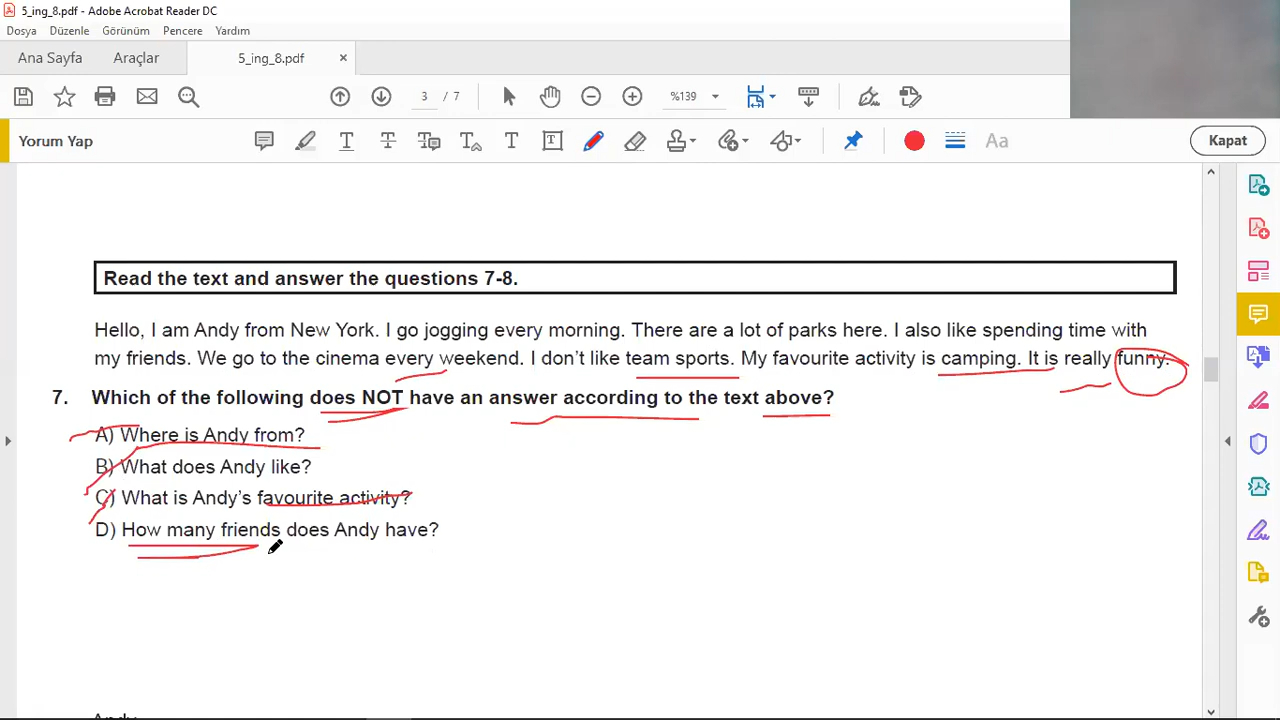 5_ing_8.pdf - Adobe Acrobat Reader DC
Dosya Düzenle Görünüm Pencere Yardım
Ana Sayfa Araçlar 5_ing_8.pdf ×
3 / 7 %139
Yorum Yap Aa Kapat
Read the text and answer the questions 7-8.
Hello, I am Andy from New York. I go jogging every morning. There are a lot of parks here. I also like spending time with
my friends. We go to the cinema every weekend. I don't like team sports. My favourite activity is camping. It is really funny.
7. Which of the following does NOT have an answer according to the text above?
A) Where is Andy from?
B) What does Andy like?
C) What is Andy's favourite activity?
D) How many friends does Andy have?
Andy